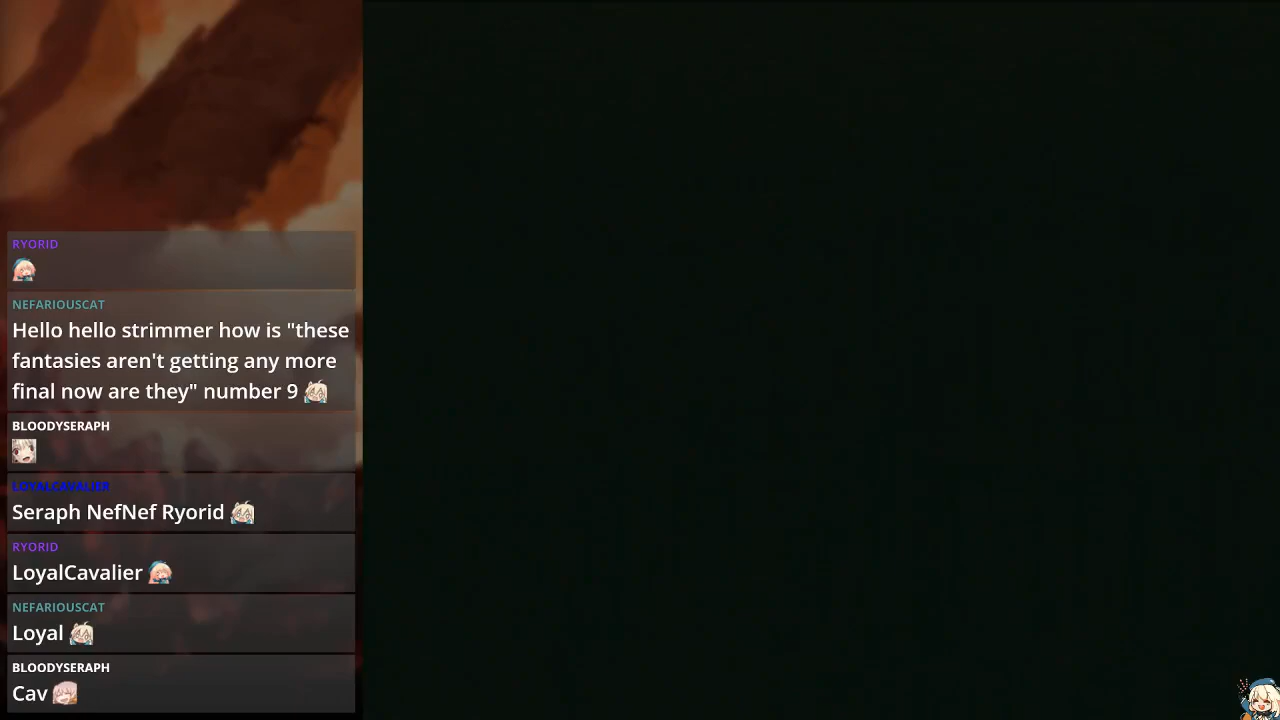 RYORID
NEFARIOUSCAT
Hello hello strimmer how is "these
fantasies aren't getting any more
final now are they" number 9
BLOODYSERAPH
LOYALCAVALIER
Seraph NefNef Ryorid
RYORID
LoyalCavalier
NEFARIOUSCAT
Loyal
BLOODYSERAPH
Cav